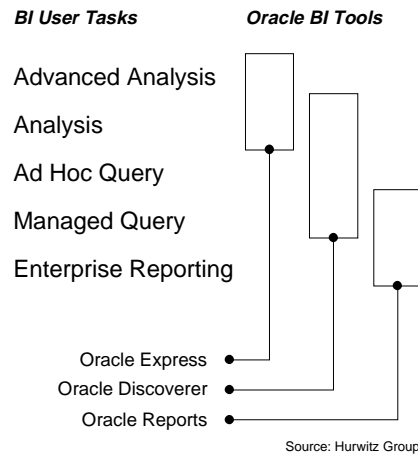 BI User Tasks Oracle BI Tools
Advanced Analysis
Analysis
Ad Hoc Query
Managed Query
Enterprise Reporting
Oracle Express
Oracle Discoverer
Oracle Reports
Source: Hurwitz Group